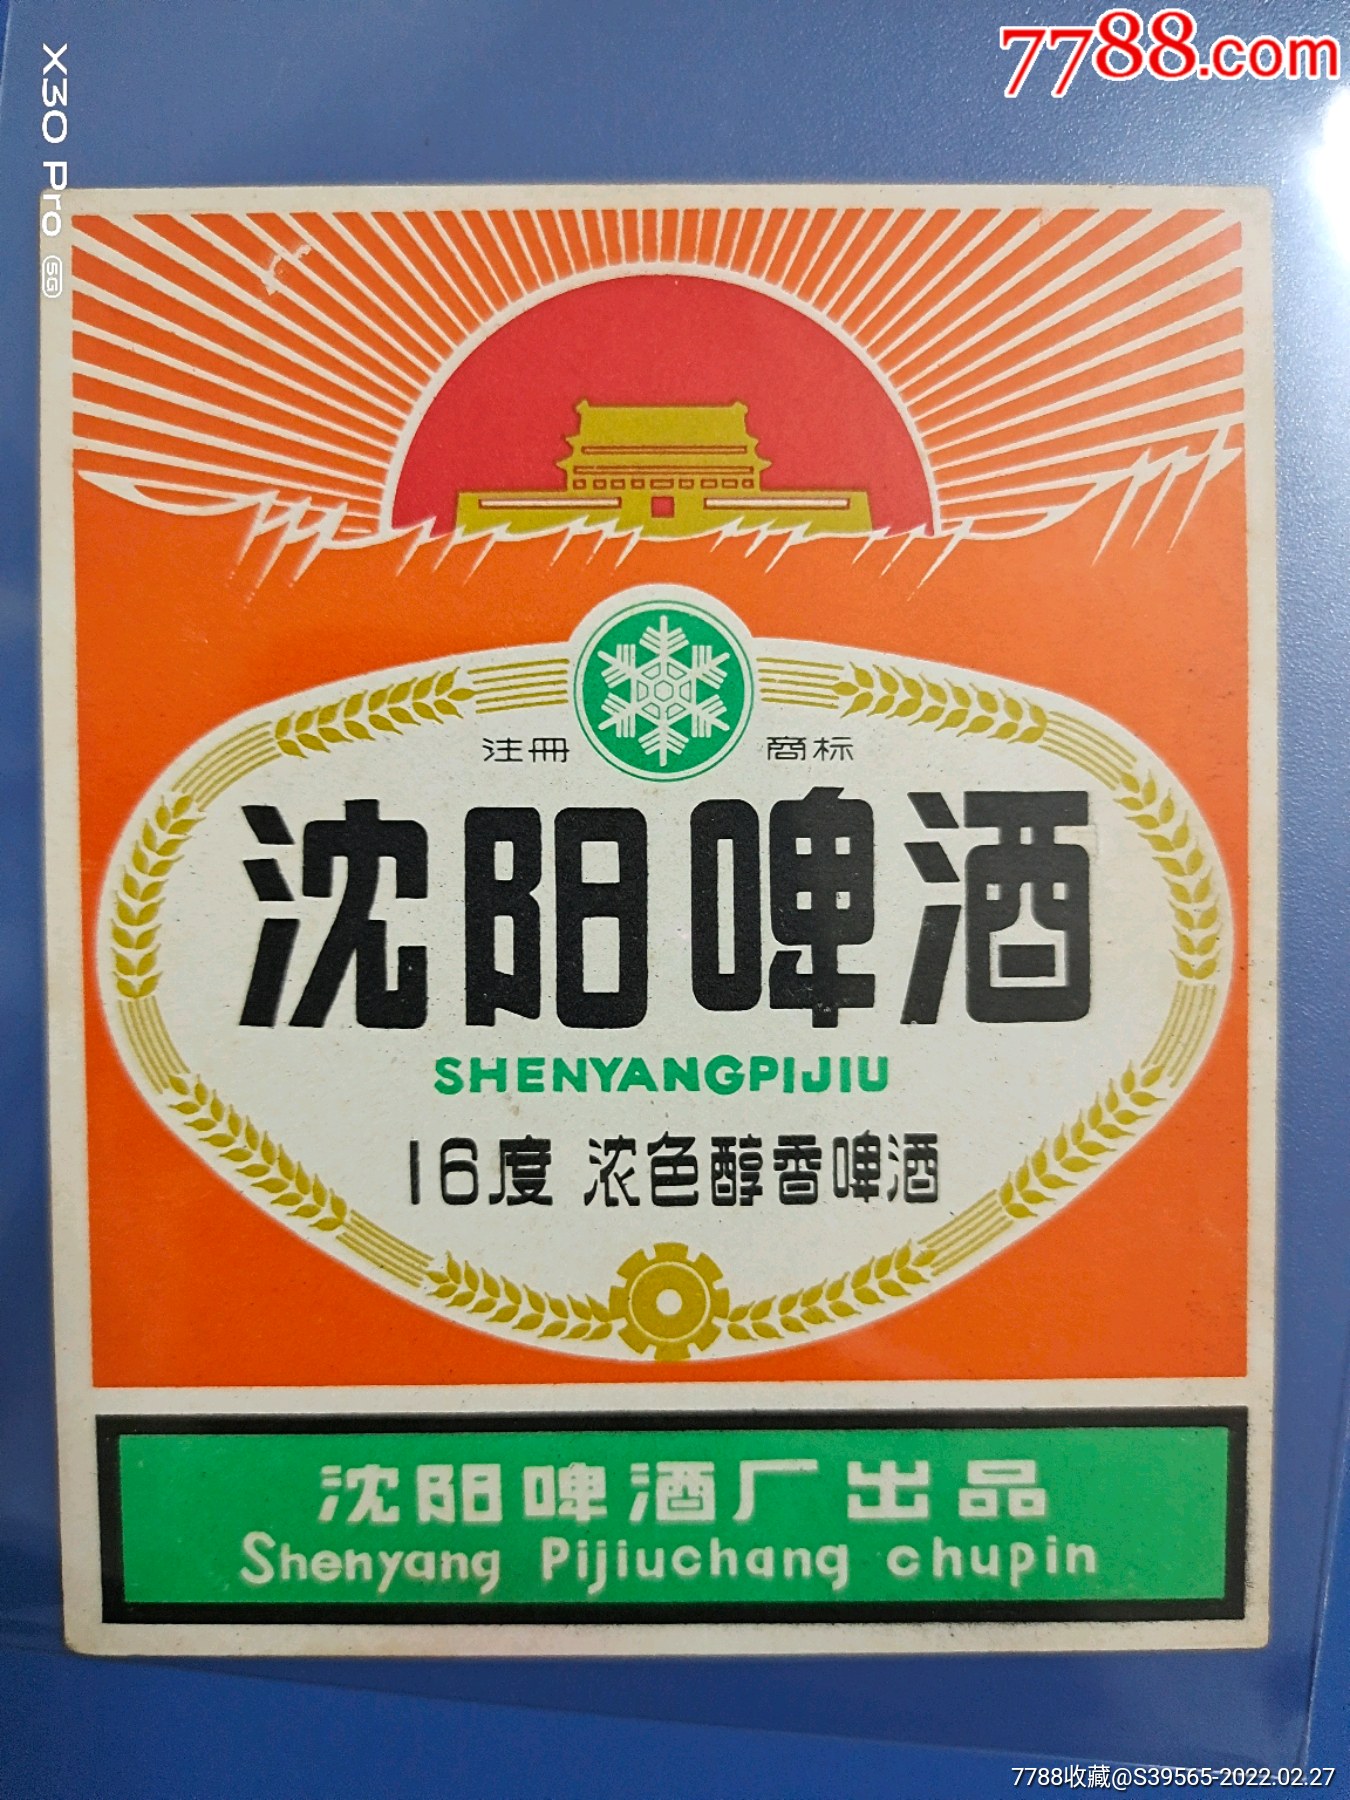 7788.com
X30 Pro 5G
注冊 商标
沈阳啤酒
SHENYANGPIJIU
16度 浓色醇香啤酒
沈阳啤酒厂出品
Shenyang Pijiuchang chupin
7788收藏@S39565-2022.02.27